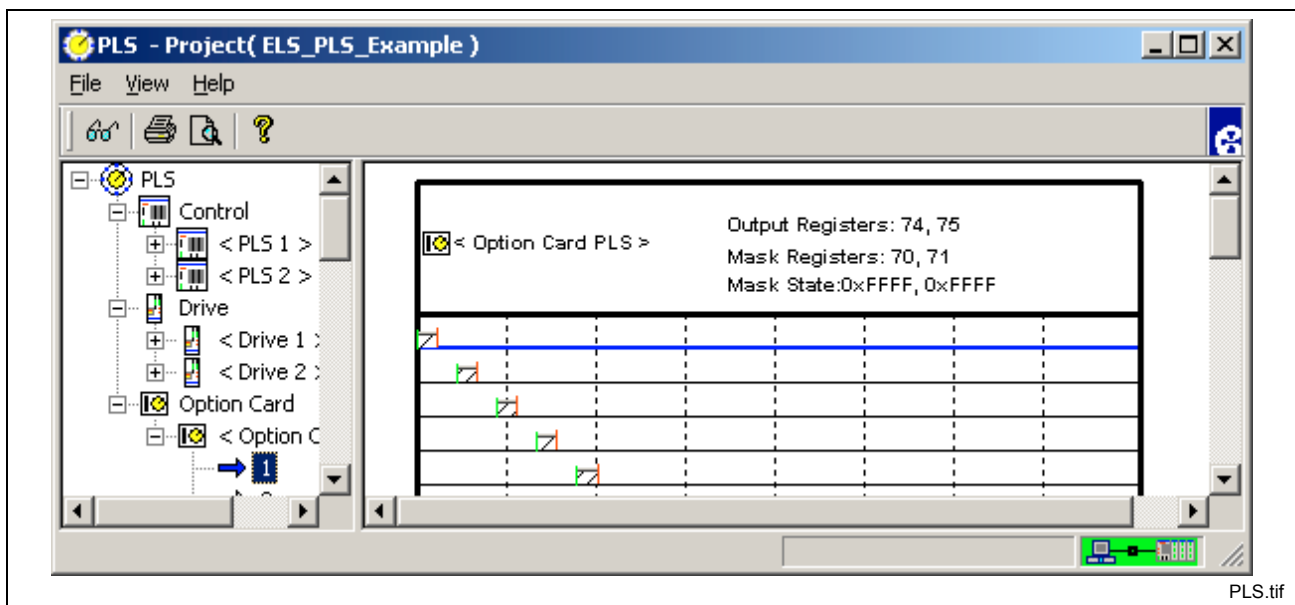 PLS - Project( ELS_PLS_Example )
File View Help
PLS
Control
< PLS 1 >
< PLS 2 >
Drive
< Drive 1 >
< Drive 2 >
Option Card
< Option C
1
< Option Card PLS >
Output Registers: 74, 75
Mask Registers: 70, 71
Mask State:0xFFFF, 0xFFFF
PLS.tif